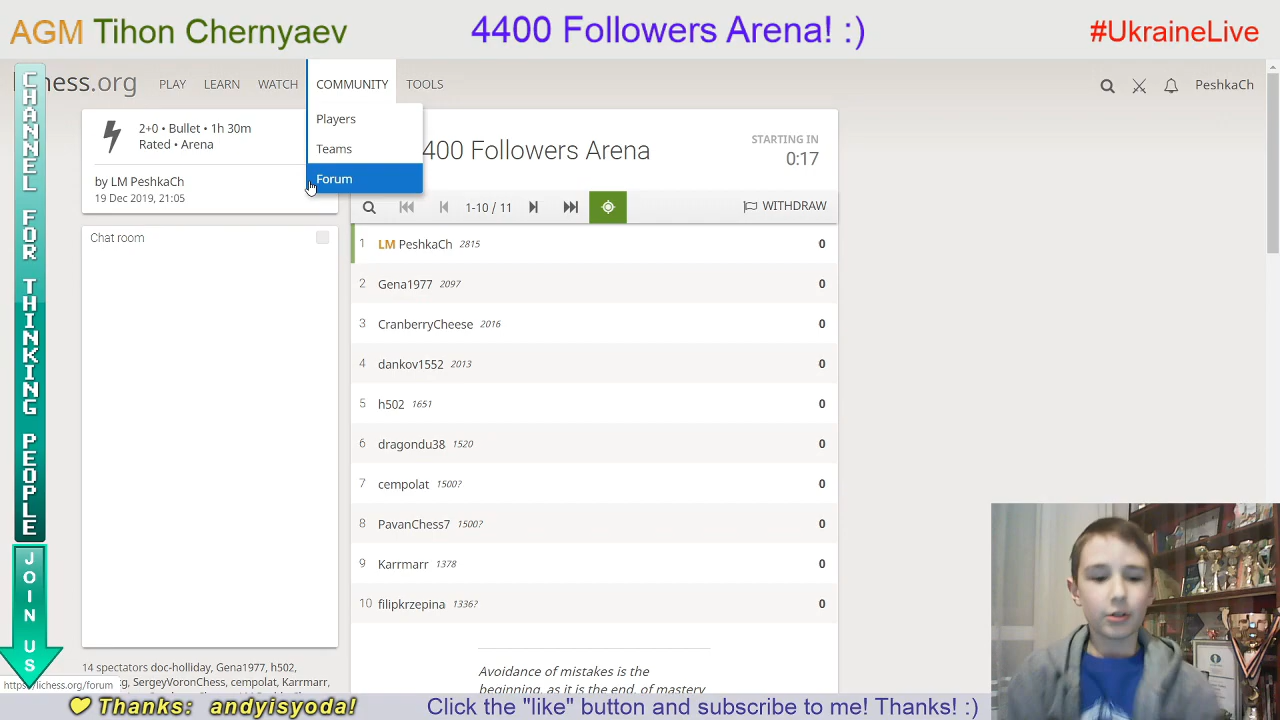 AGM Tihon Chernyaev
4400 Followers Arena! :)
#UkraineLive
CHANNEL FOR THINKING PEOPLE
JOIN US
hess.org
PLAY
LEARN
WATCH
COMMUNITY
TOOLS
PeshkaCh
Players
Teams
Forum
2+0 • Bullet • 1h 30m
Rated • Arena
by LM PeshkaCh
19 Dec 2019, 21:05
400 Followers Arena
STARTING IN
0:17
1-10 / 11
WITHDRAW
Chat room
1 LM PeshkaCh 2815 0
2 Gena1977 2097 0
3 CranberryCheese 2016 0
4 dankov1552 2013 0
5 h502 1651 0
6 dragondu38 1520 0
7 cempolat 1500? 0
8 PavanChess7 1500? 0
9 Karrmarr 1378 0
10 filipkrzepina 1336? 0
Avoidance of mistakes is the
beginning, as it is the end, of mastery
14 spectators doc-holliday, Gena1977, h502,
g, SergeyVoronChess, cempolat, Karrmarr,
https://lichess.org/forum
Thanks: andyisyoda!
Click the "like" button and subscribe to me! Thanks! :)